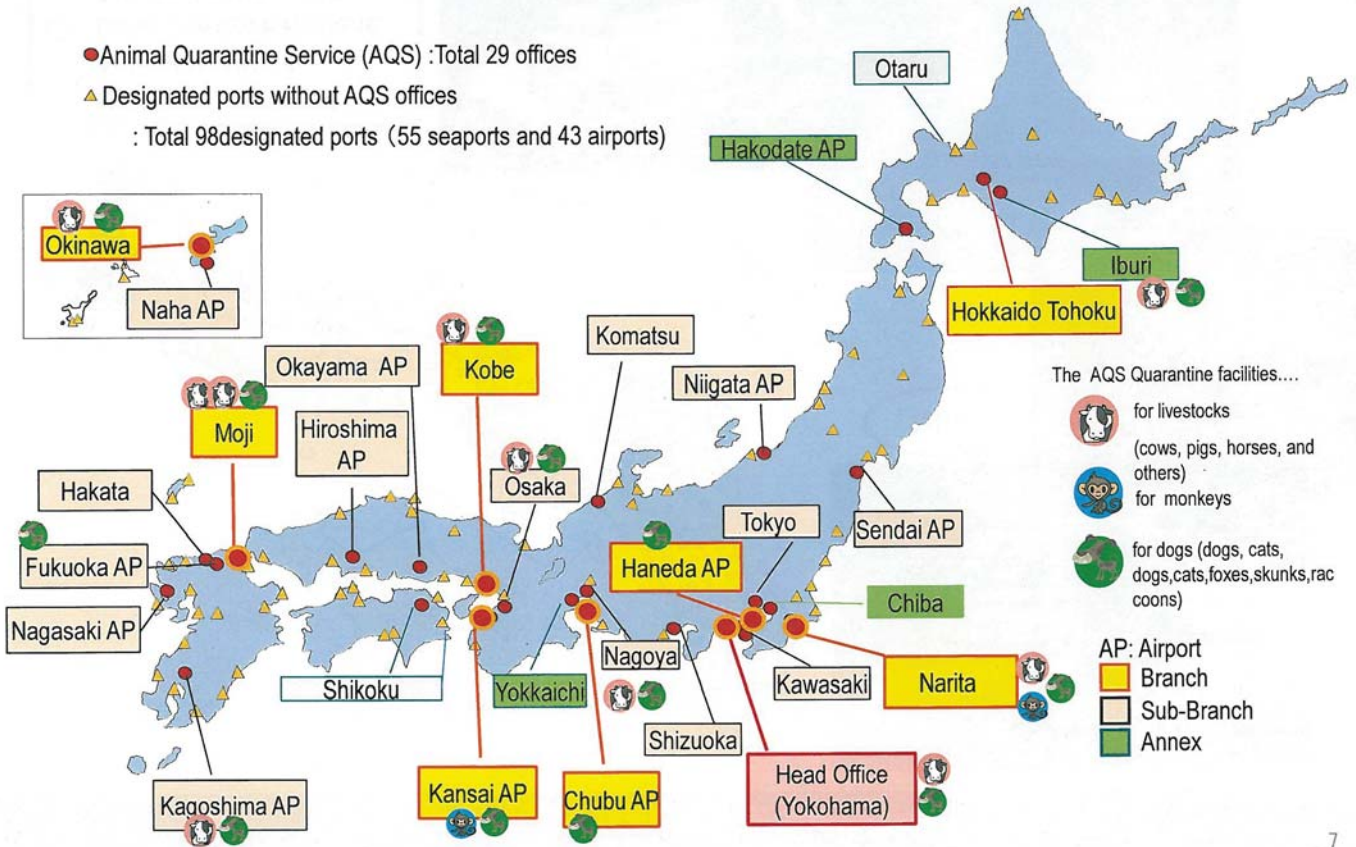 Animal Quarantine Service (AQS) :Total 29 offices
Designated ports without AQS offices
: Total 98designated ports (55 seaports and 43 airports)
Otaru
Hakodate AP
Okinawa
Naha AP
Iburi
Hokkaido Tohoku
Komatsu
Okayama AP
Kobe
Niigata AP
Moji
Hiroshima
AP
The AQS Quarantine facilities....
for livestocks
(cows, pigs, horses, and
others)
for monkeys
for dogs (dogs, cats,
dogs,cats,foxes,skunks,rac
coons)
Hakata
Osaka
Tokyo
Sendai AP
Fukuoka AP
Haneda AP
Chiba
Nagasaki AP
Nagoya
Shikoku
Yokkaichi
Kawasaki
Narita
AP: Airport
Branch
Sub-Branch
Annex
Shizuoka
Kagoshima AP
Kansai AP
Chubu AP
Head Office
(Yokohama)
7